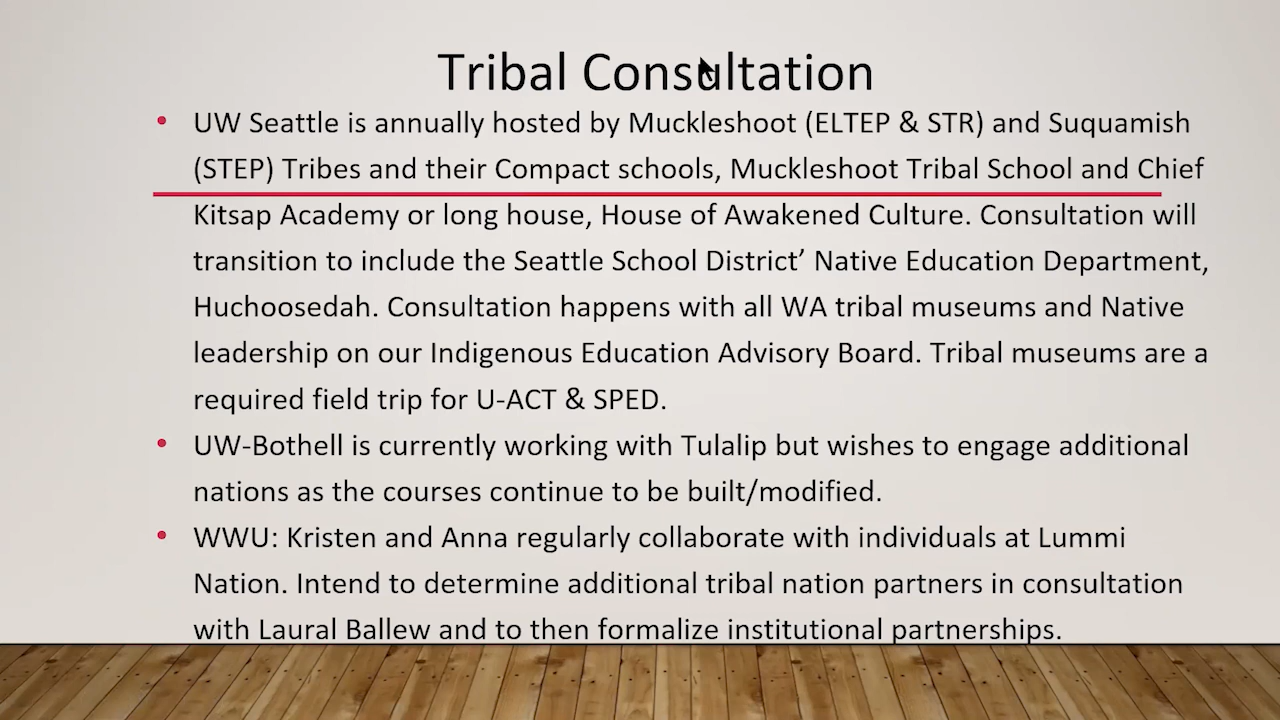 Tribal Consultation
• UW Seattle is annually hosted by Muckleshoot (ELTEP & STR) and Suquamish
(STEP) Tribes and their Compact schools, Muckleshoot Tribal School and Chief
Kitsap Academy or long house, House of Awakened Culture. Consultation will
transition to include the Seattle School District’ Native Education Department,
Huchoosedah. Consultation happens with all WA tribal museums and Native
leadership on our Indigenous Education Advisory Board. Tribal museums are a
required field trip for U-ACT & SPED.
• UW-Bothell is currently working with Tulalip but wishes to engage additional
nations as the courses continue to be built/modified.
• WWU: Kristen and Anna regularly collaborate with individuals at Lummi
Nation. Intend to determine additional tribal nation partners in consultation
with Laural Ballew and to then formalize institutional partnerships.